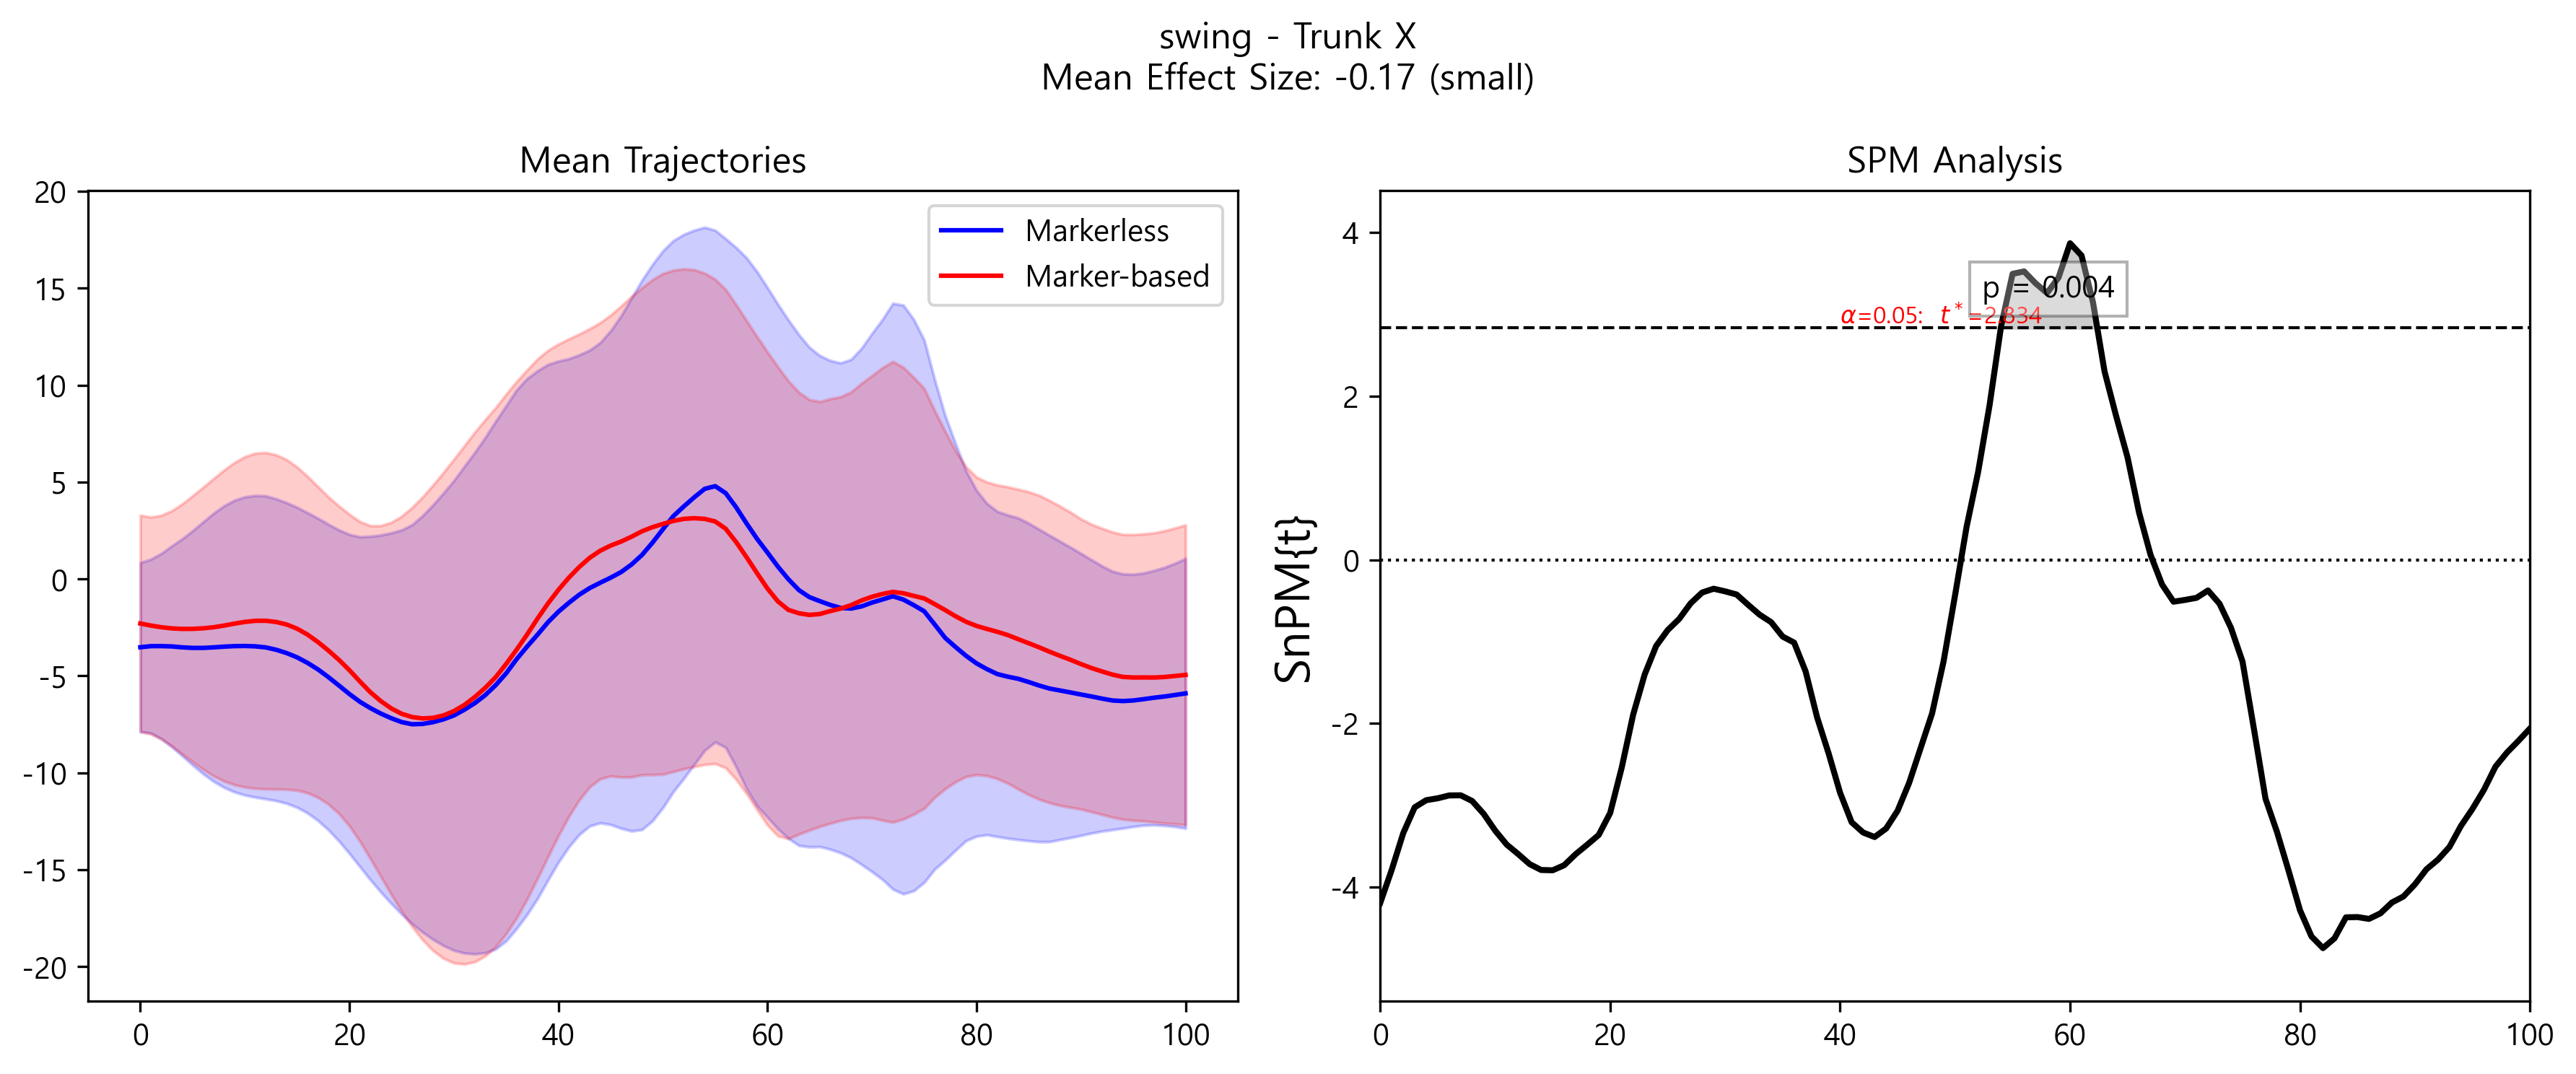 swing - Trunk X
Mean Effect Size: -0.17 (small)
Mean Trajectories
20
15
10
5
0
-5
-10
-15
-20
0 20 40 60 80 100
Markerless
Marker-based
SPM Analysis
SnPM{t}
4
2
0
-2
-4
0 20 40 60 80 100
p = 0.004
α=0.05: t*=2.834